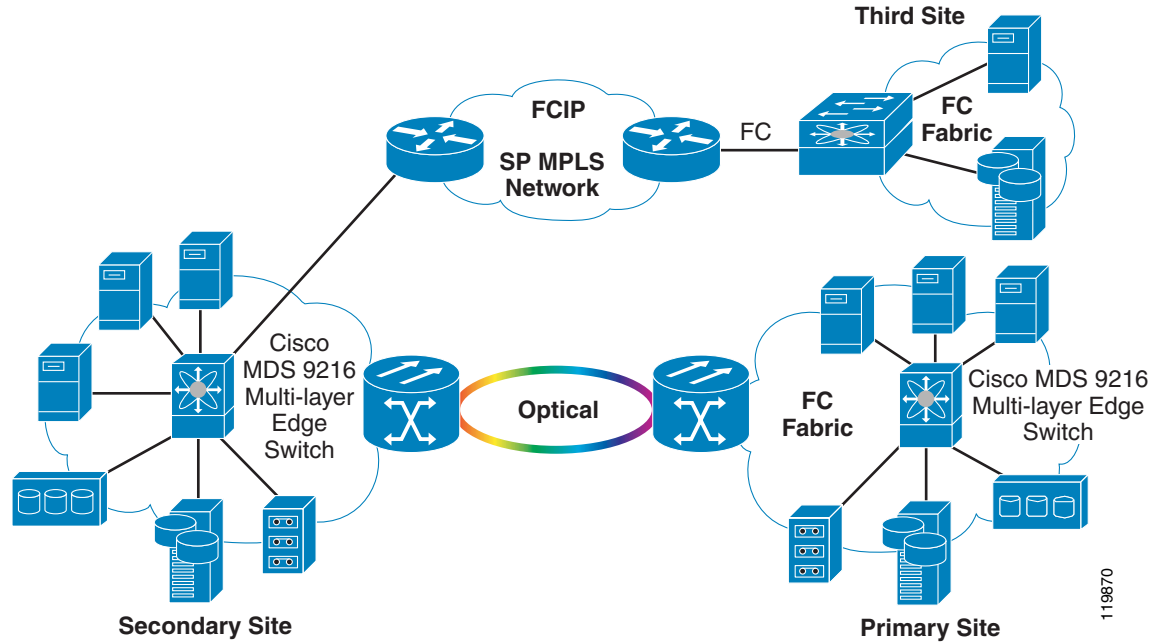 Third Site
FCIP
SP MPLS
Network
FC
FC
Fabric
Cisco
MDS 9216
Multi-layer
Edge
Switch
Optical
FC
Fabric
Cisco MDS 9216
Multi-layer Edge
Switch
Secondary Site
Primary Site
119870